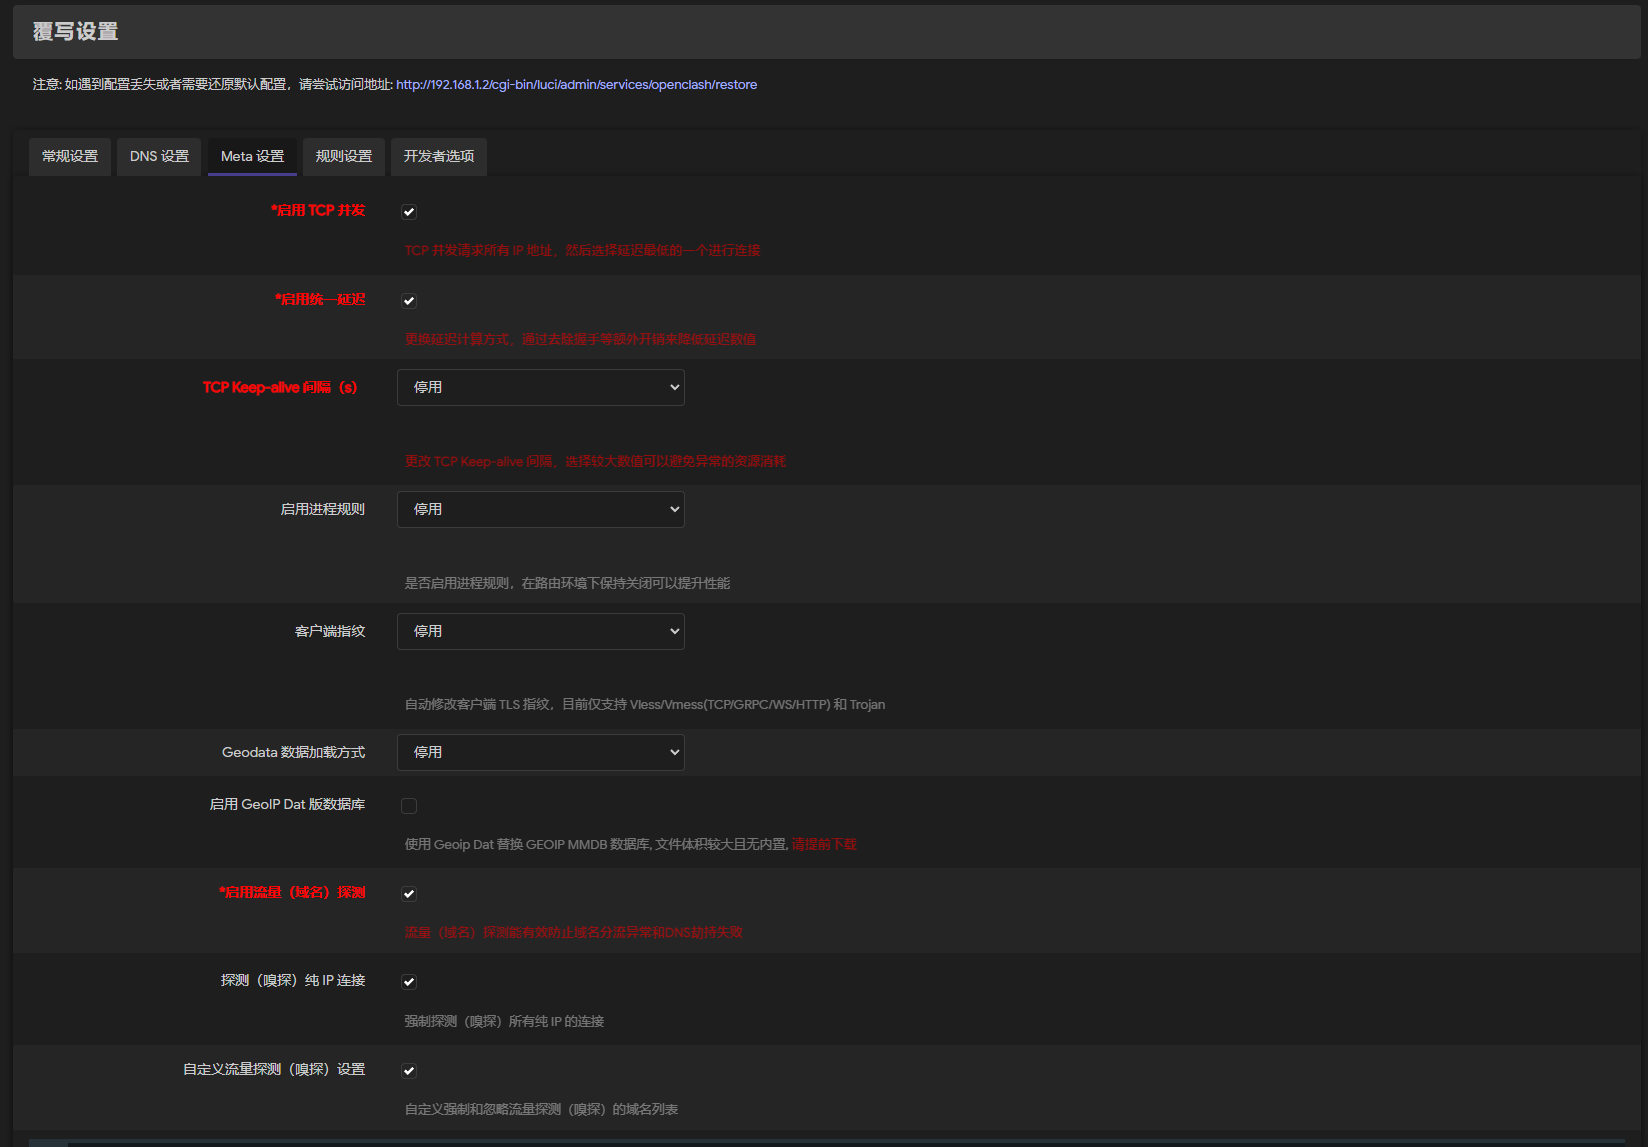 覆写设置
注意: 如遇到配置丢失或者需要还原默认配置，请尝试访问地址: http://192.168.1.2/cgi-bin/luci/admin/services/openclash/restore
常规设置 DNS 设置 Meta 设置 规则设置 开发者选项
*启用 TCP 并发
TCP 并发请求所有 IP 地址，然后选择延迟最低的一个进行连接
*启用统一延迟
更换延迟计算方式，通过去除握手等额外开销来降低延迟数值
TCP Keep-alive 间隔（s） 停用
更改 TCP Keep-alive 间隔，选择较大数值可以避免异常的资源消耗
启用进程规则 停用
是否启用进程规则，在路由环境下保持关闭可以提升性能
客户端指纹 停用
自动修改客户端 TLS 指纹，目前仅支持 Vless/Vmess(TCP/GRPC/WS/HTTP) 和 Trojan
Geodata 数据加载方式 停用
启用 GeoIP Dat 版数据库
使用 Geoip Dat 替换 GEOIP MMDB 数据库, 文件体积较大且无内置, 请提前下载
*启用流量（域名）探测
流量（域名）探测能有效防止域名分流异常和DNS劫持失败
探测（嗅探）纯 IP 连接
强制探测（嗅探）所有纯 IP 的连接
自定义流量探测（嗅探）设置
自定义强制和忽略流量探测（嗅探）的域名列表